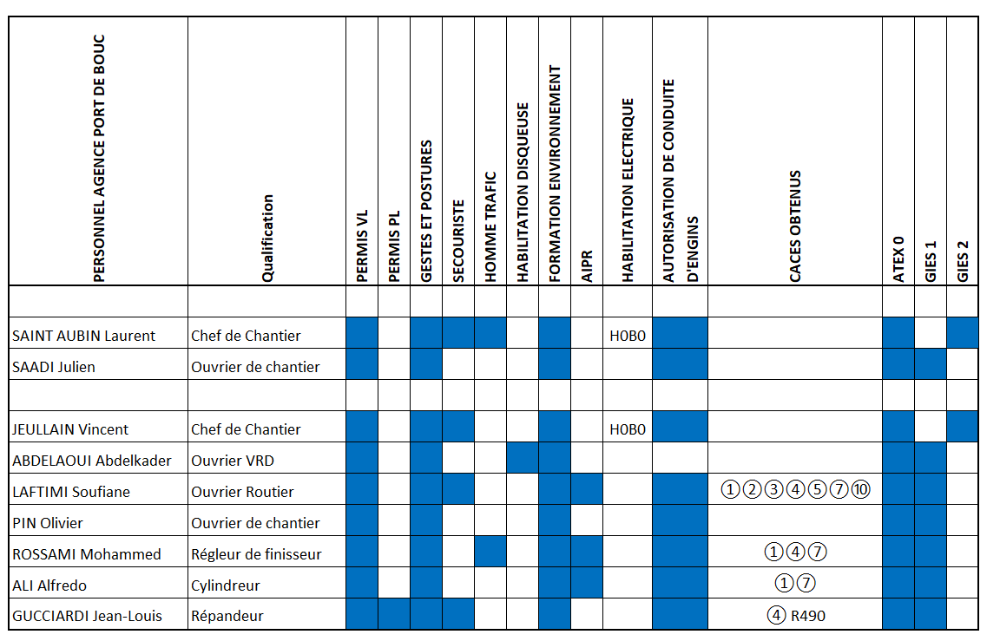 PERSONNEL AGENCE PORT DE BOUC
Qualification
PERMIS VL
PERMIS PL
GESTES ET POSTURES
SECOURISTE
HOMME TRAFIC
HABILITATION DISQUEUSE
FORMATION ENVIRONNEMENT
AIPR
HABILITATION ELECTRIQUE
AUTORISATION DE CONDUITE
D'ENGINS
CACES OBTENUS
ATEX 0
GIES 1
GIES 2
SAINT AUBIN Laurent Chef de Chantier H0B0
SAADI Julien Ouvrier de chantier
JEULLAIN Vincent Chef de Chantier H0B0
ABDELAOUI Abdelkader Ouvrier VRD
LAFTIMI Soufiane Ouvrier Routier ①②③④⑤⑦⑩
PIN Olivier Ouvrier de chantier
ROSSAMI Mohammed Régleur de finisseur ①④⑦
ALI Alfredo Cylindreur ①⑦
GUCCIARDI Jean-Louis Répandeur ④ R490